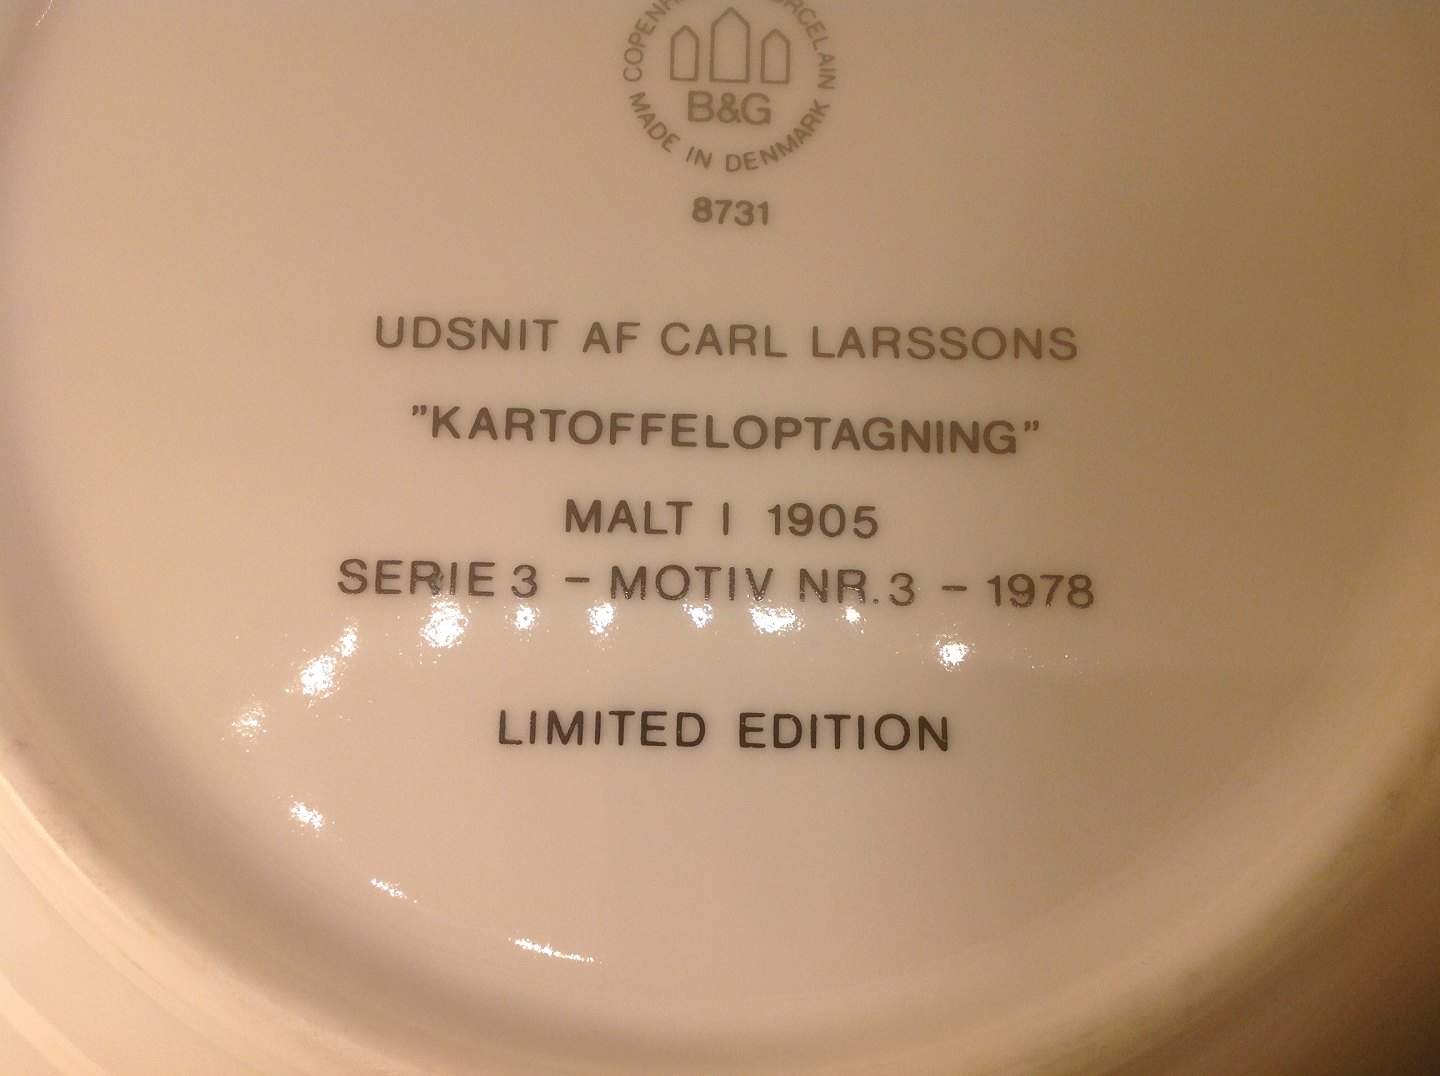 MADE IN DENMARK
B&G
8731
UDSNIT AF CARL LARSSONS
”KARTOFFELOPTAGNING”
MALT I 1905
SERIE 3 – MOTIV NR. 3 – 1978
LIMITED EDITION